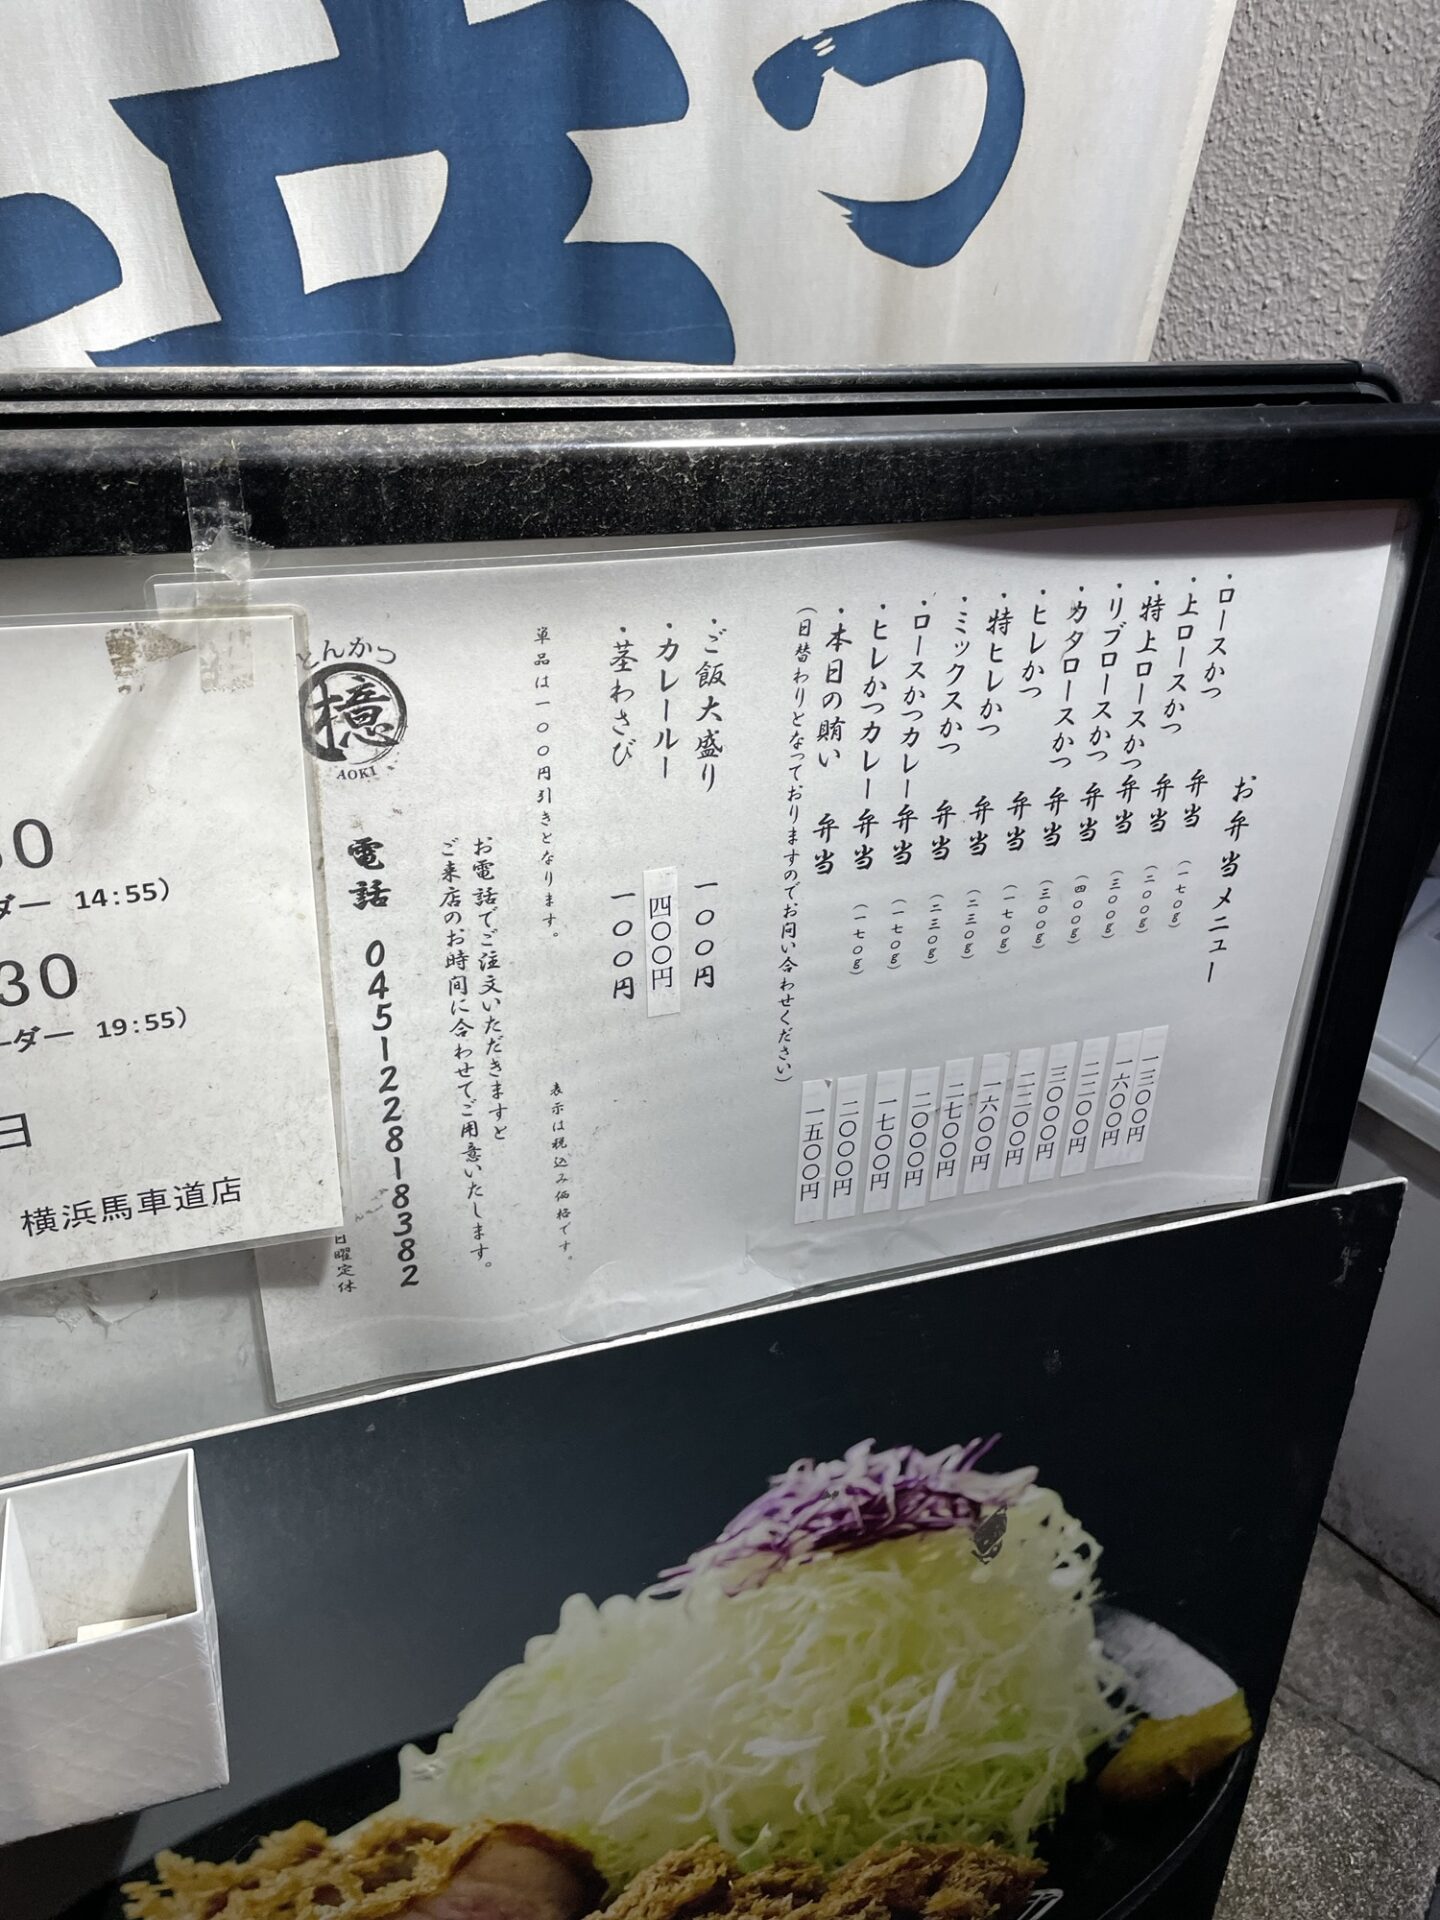 お弁当メニュー
・ロースかつ 弁当 (一七〇g) 一三〇〇円
・上ロースかつ 弁当 (二〇〇g) 一六〇〇円
・特上ロースかつ 弁当 (三〇〇g) 二二〇〇円
・リブロースかつ 弁当 (四〇〇g) 三〇〇〇円
・カタロースかつ 弁当 (三〇〇g) 二二〇〇円
・ヒレかつ 弁当 (一七〇g) 一六〇〇円
・特ヒレかつ 弁当 (二三〇g) 二七〇〇円
・ミックスかつ 弁当 (二三〇g) 二〇〇〇円
・ロースかつカレー弁当 (一七〇g) 一七〇〇円
・ヒレかつカレー弁当 (一七〇g) 二〇〇〇円
・本日の賄い 弁当 一五〇〇円
(日替わりとなっておりますのでお問い合わせください)
・ご飯大盛り 一〇〇円
・カレールー 四〇〇円
・茎わさび 一〇〇円
単品は一〇〇円引きとなります。
表示は税込み価格です。
お電話でご注文いただきますと
ご来店のお時間に合わせてご用意いたします。
とんかつ
檍
AOKI
電話 045-228-8382
日曜定休
30
ダー 14:55)
30
ーダー 19:55)
日
横浜馬車道店